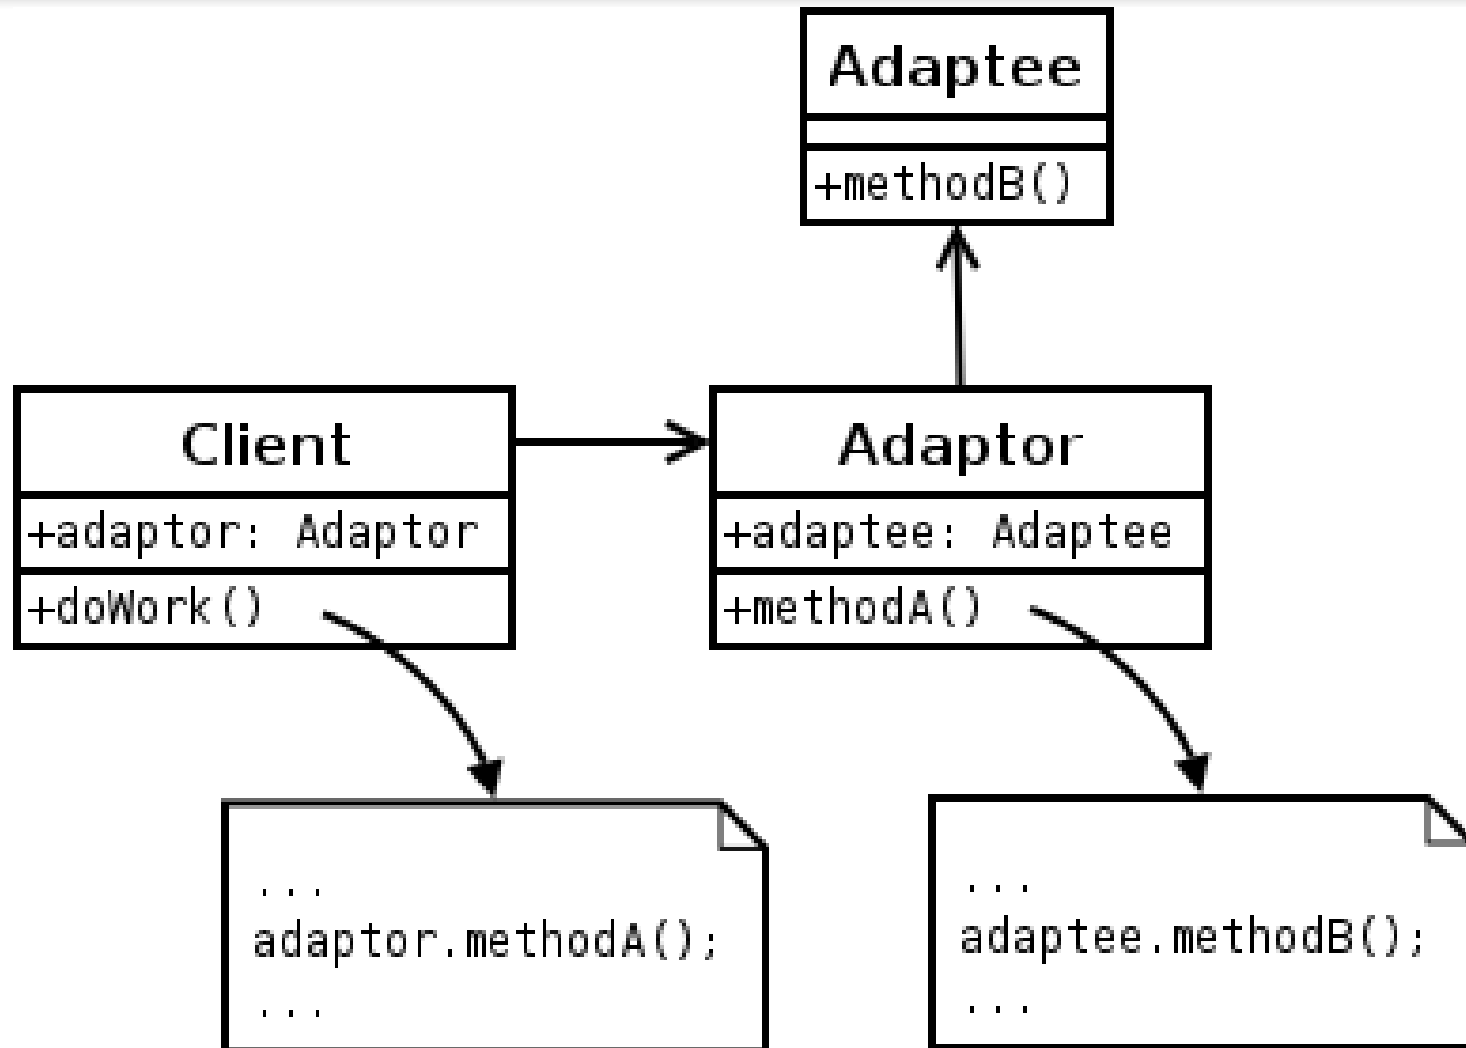 Adaptee
+methodB()
Client
+adaptor: Adaptor
+doWork()
Adaptor
+adaptee: Adaptee
+methodA()
...
adaptor.methodA();
...
...
adaptee.methodB();
...